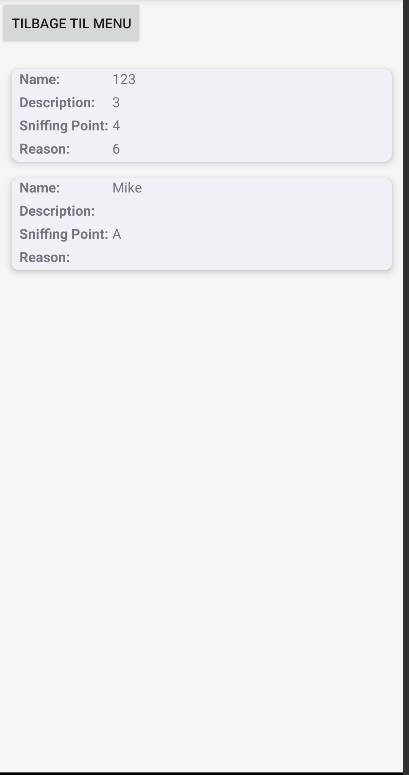 TILBAGE TIL MENU
Name: 123
Description: 3
Sniffing Point: 4
Reason: 6
Name: Mike
Description:
Sniffing Point: A
Reason: